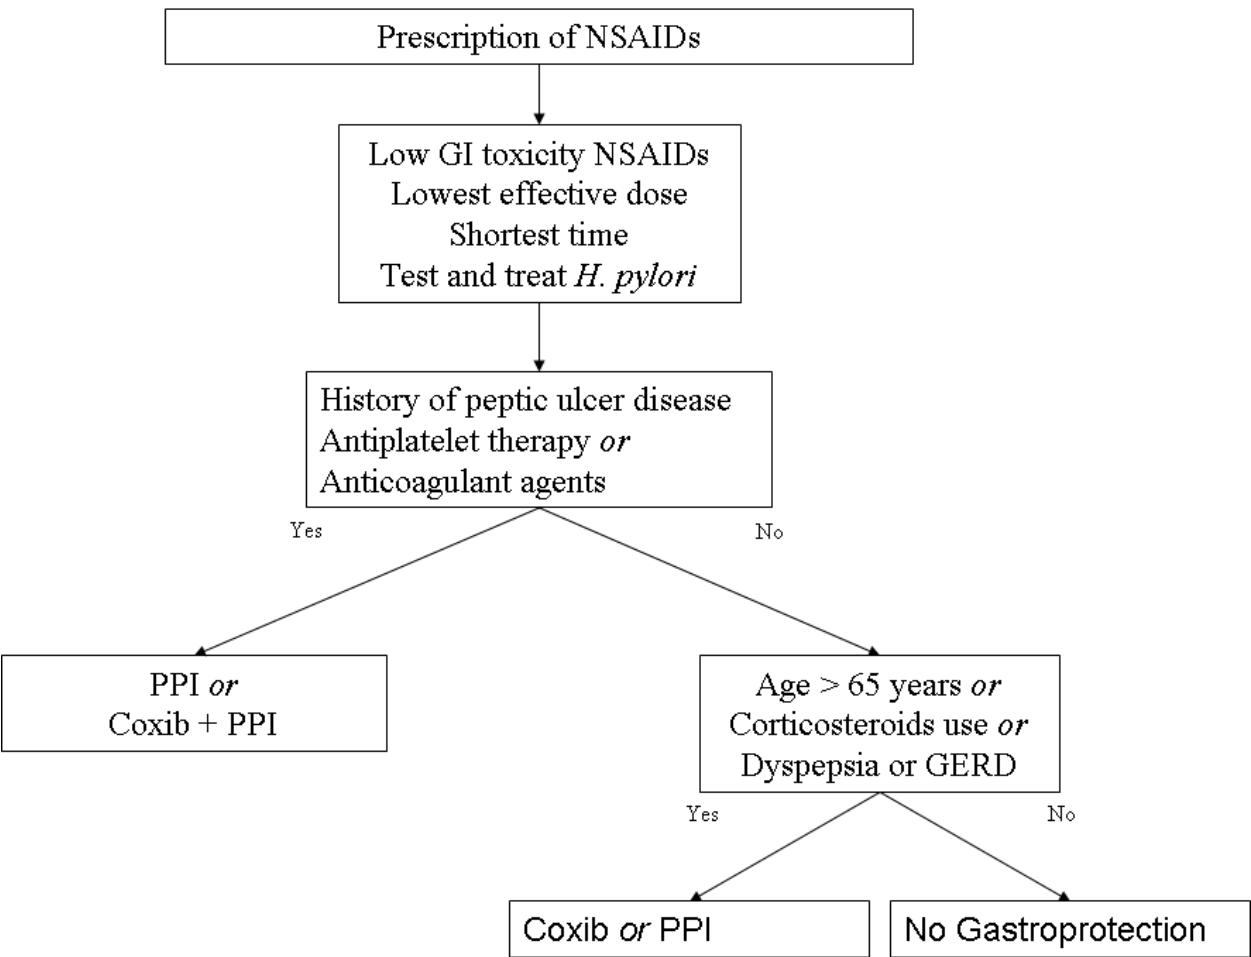 Prescription of NSAIDs
Low GI toxicity NSAIDs
Lowest effective dose
Shortest time
Test and treat H. pylori
History of peptic ulcer disease
Antiplatelet therapy or
Anticoagulant agents
Yes
No
PPI or
Coxib + PPI
Age > 65 years or
Corticosteroids use or
Dyspepsia or GERD
Yes
No
Coxib or PPI
No Gastroprotection